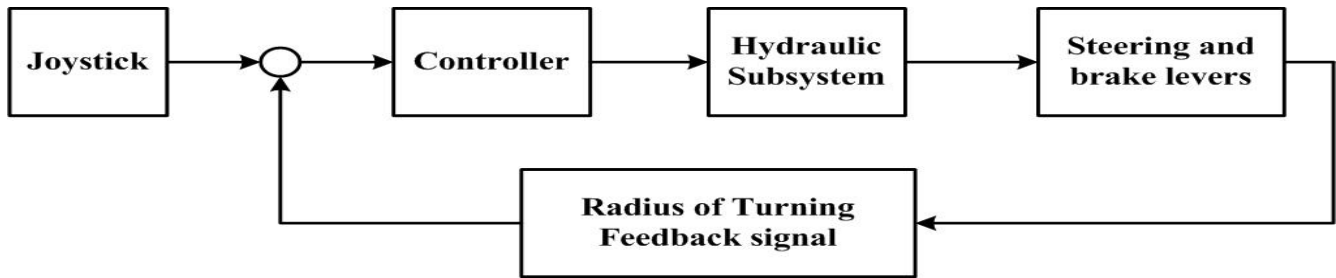 Joystick
Controller
Hydraulic
Subsystem
Steering and
brake levers
Radius of Turning
Feedback signal